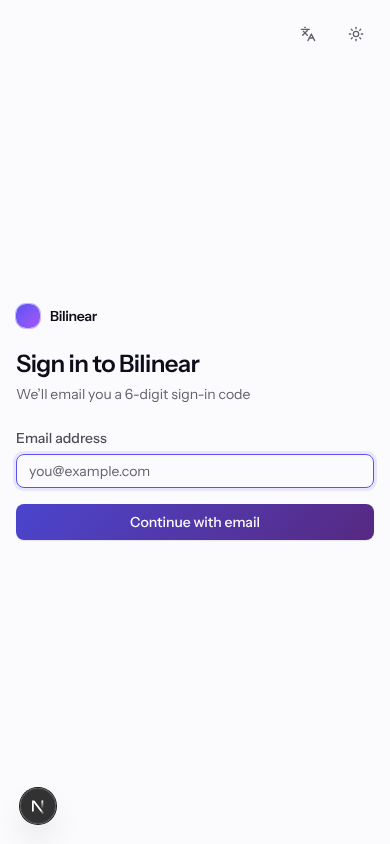 Bilinear
Sign in to Bilinear
We'll email you a 6-digit sign-in code
Email address
you@example.com
Continue with email
N